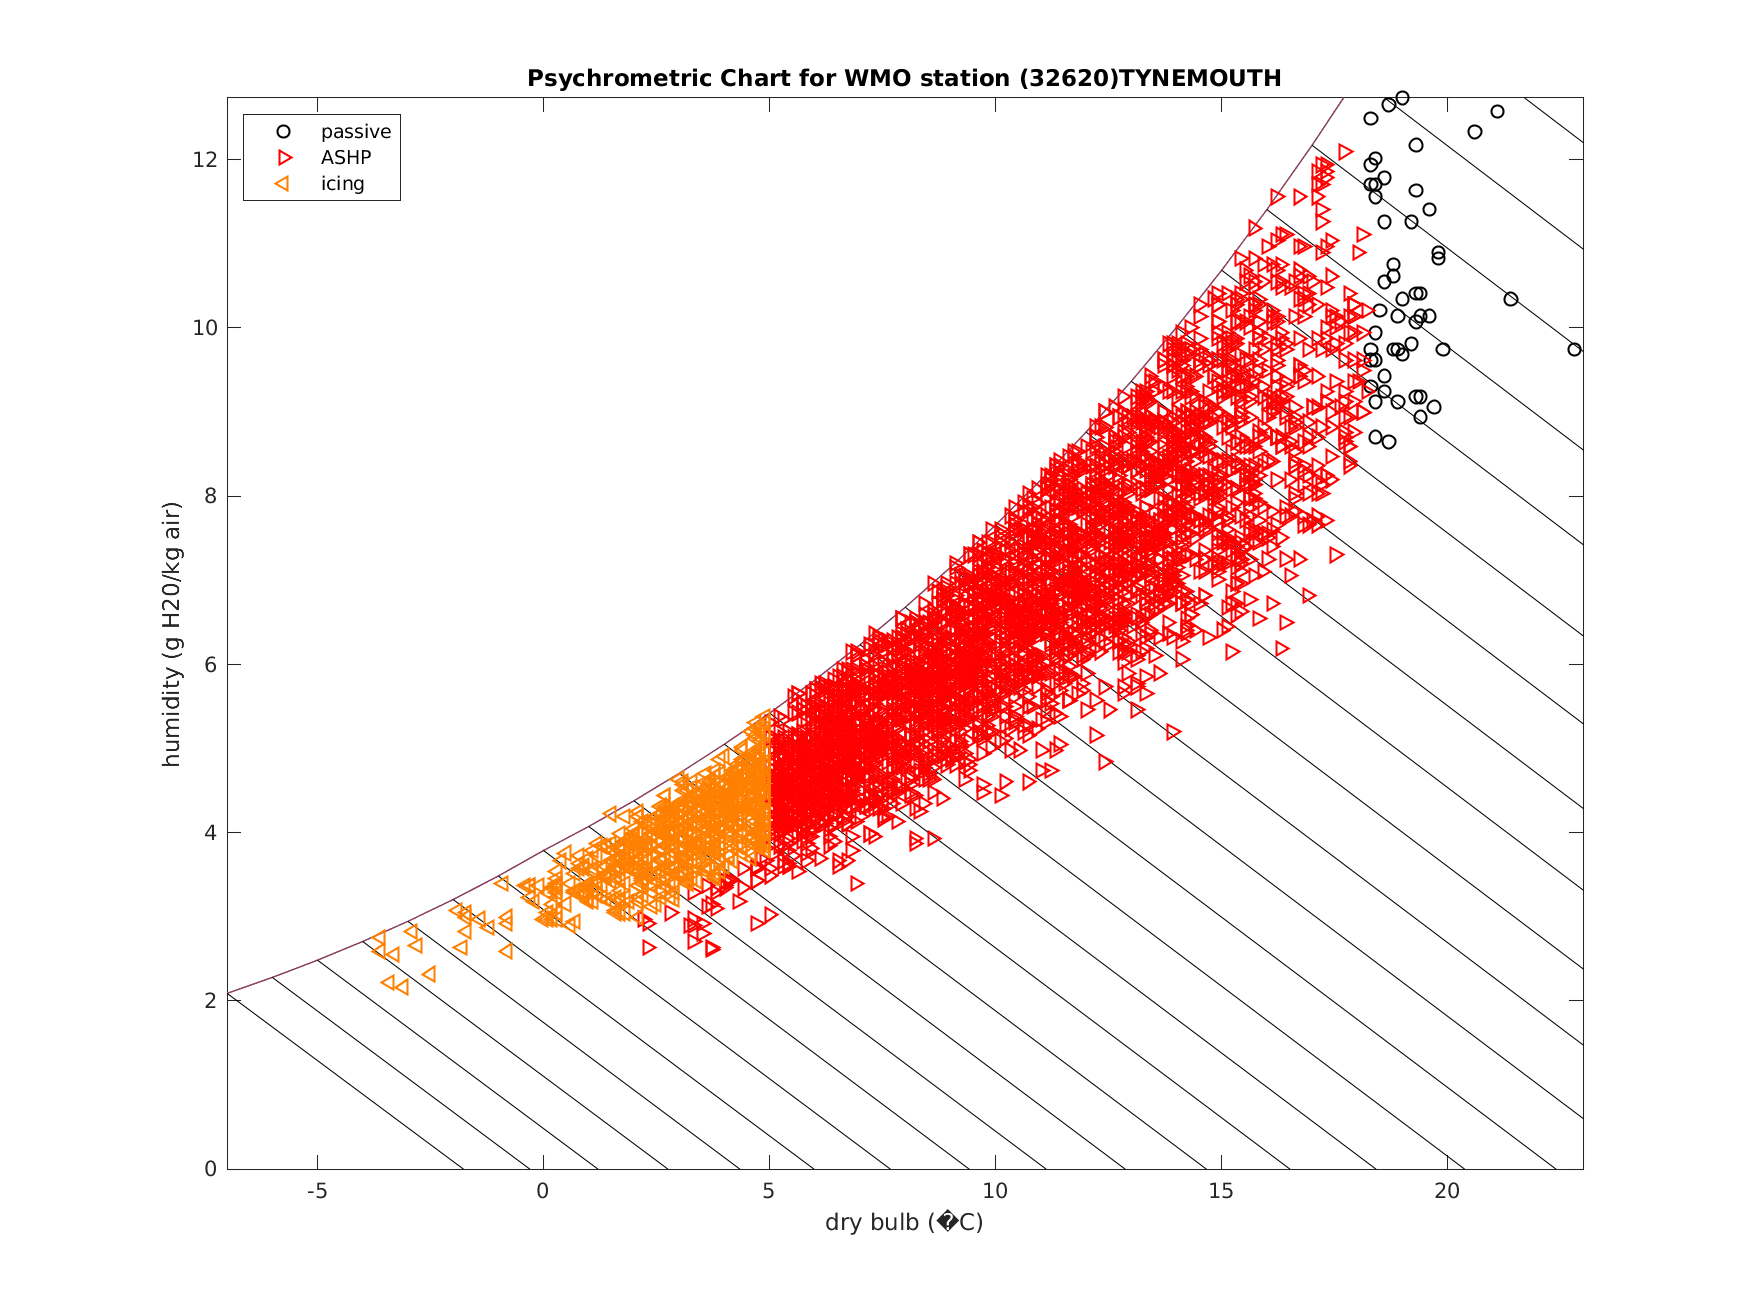 Psychrometric Chart for WMO station (32620)TYNEMOUTH
passive
ASHP
icing
humidity (g H20/kg air)
12
10
8
6
4
2
0
-5 0 5 10 15 20
dry bulb (�C)